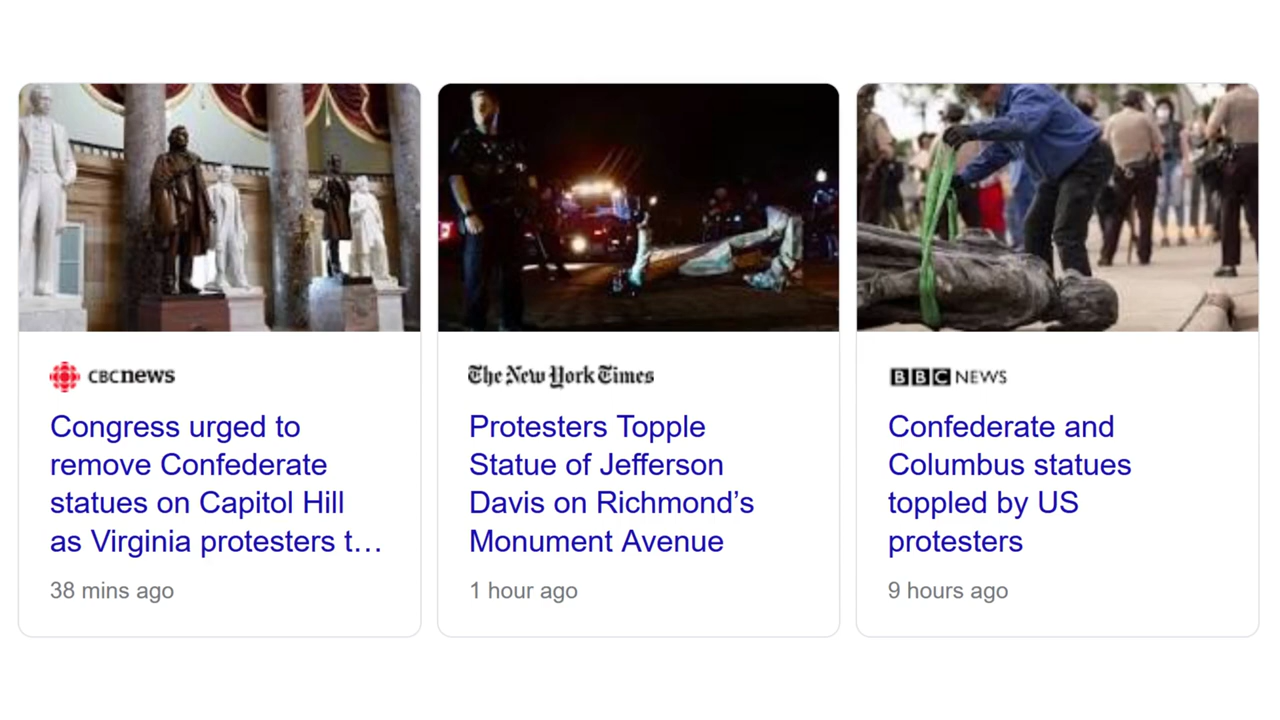 CBCnews
Congress urged to
remove Confederate
statues on Capitol Hill
as Virginia protesters t...
38 mins ago
The New York Times
Protesters Topple
Statue of Jefferson
Davis on Richmond’s
Monument Avenue
1 hour ago
BBC NEWS
Confederate and
Columbus statues
toppled by US
protesters
9 hours ago